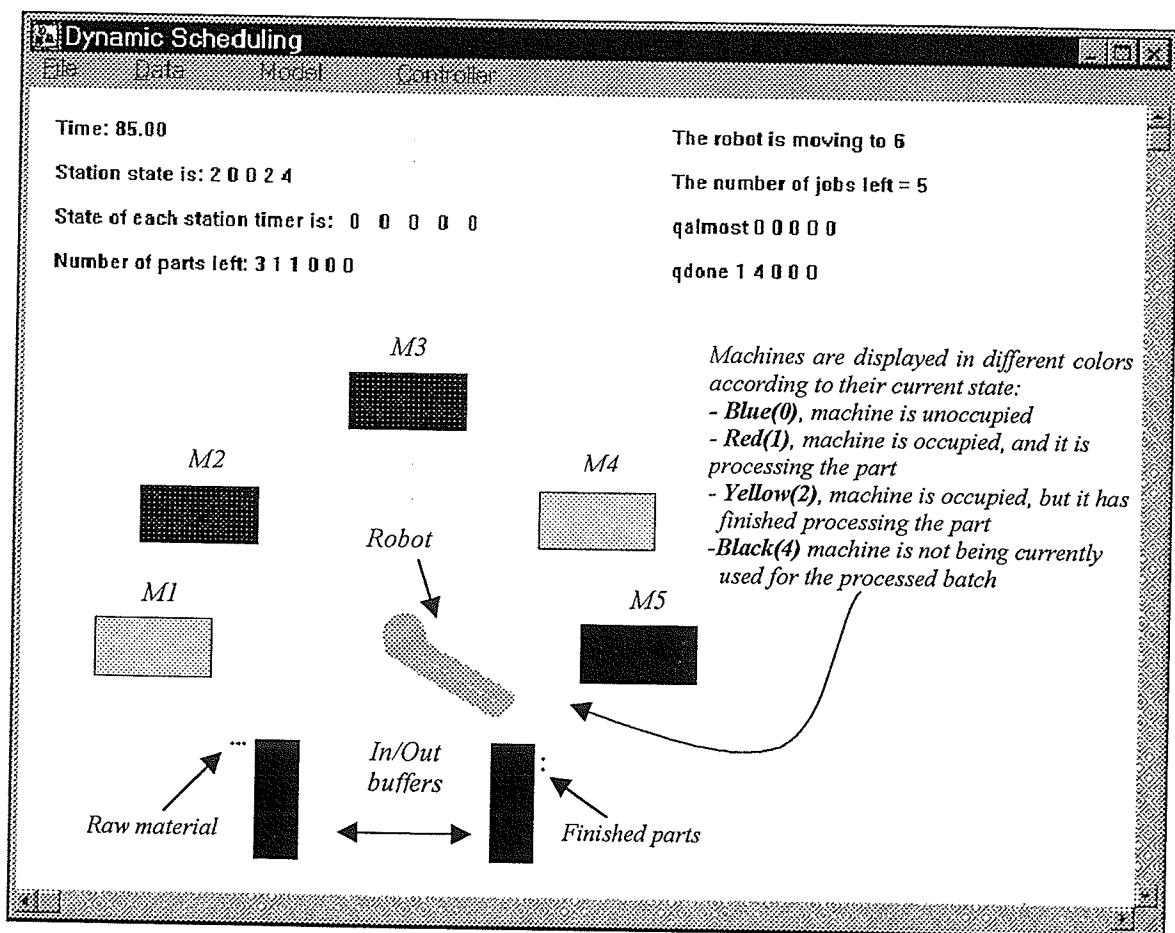 Dynamic Scheduling
File Data Model Controller
Time: 85.00
Station state is: 2 0 0 2 4
State of each station timer is: 0 0 0 0 0
Number of parts left: 3 1 1 0 0 0
The robot is moving to 6
The number of jobs left = 5
qalmost 0 0 0 0 0
qdone 1 4 0 0 0
M3
Machines are displayed in different colors
according to their current state:
- Blue(0), machine is unoccupied
- Red(1), machine is occupied, and it is
processing the part
- Yellow(2), machine is occupied, but it has
finished processing the part
-Black(4) machine is not being currently
used for the processed batch
M2
M4
Robot
M1
M5
In/Out
buffers
Raw material
Finished parts